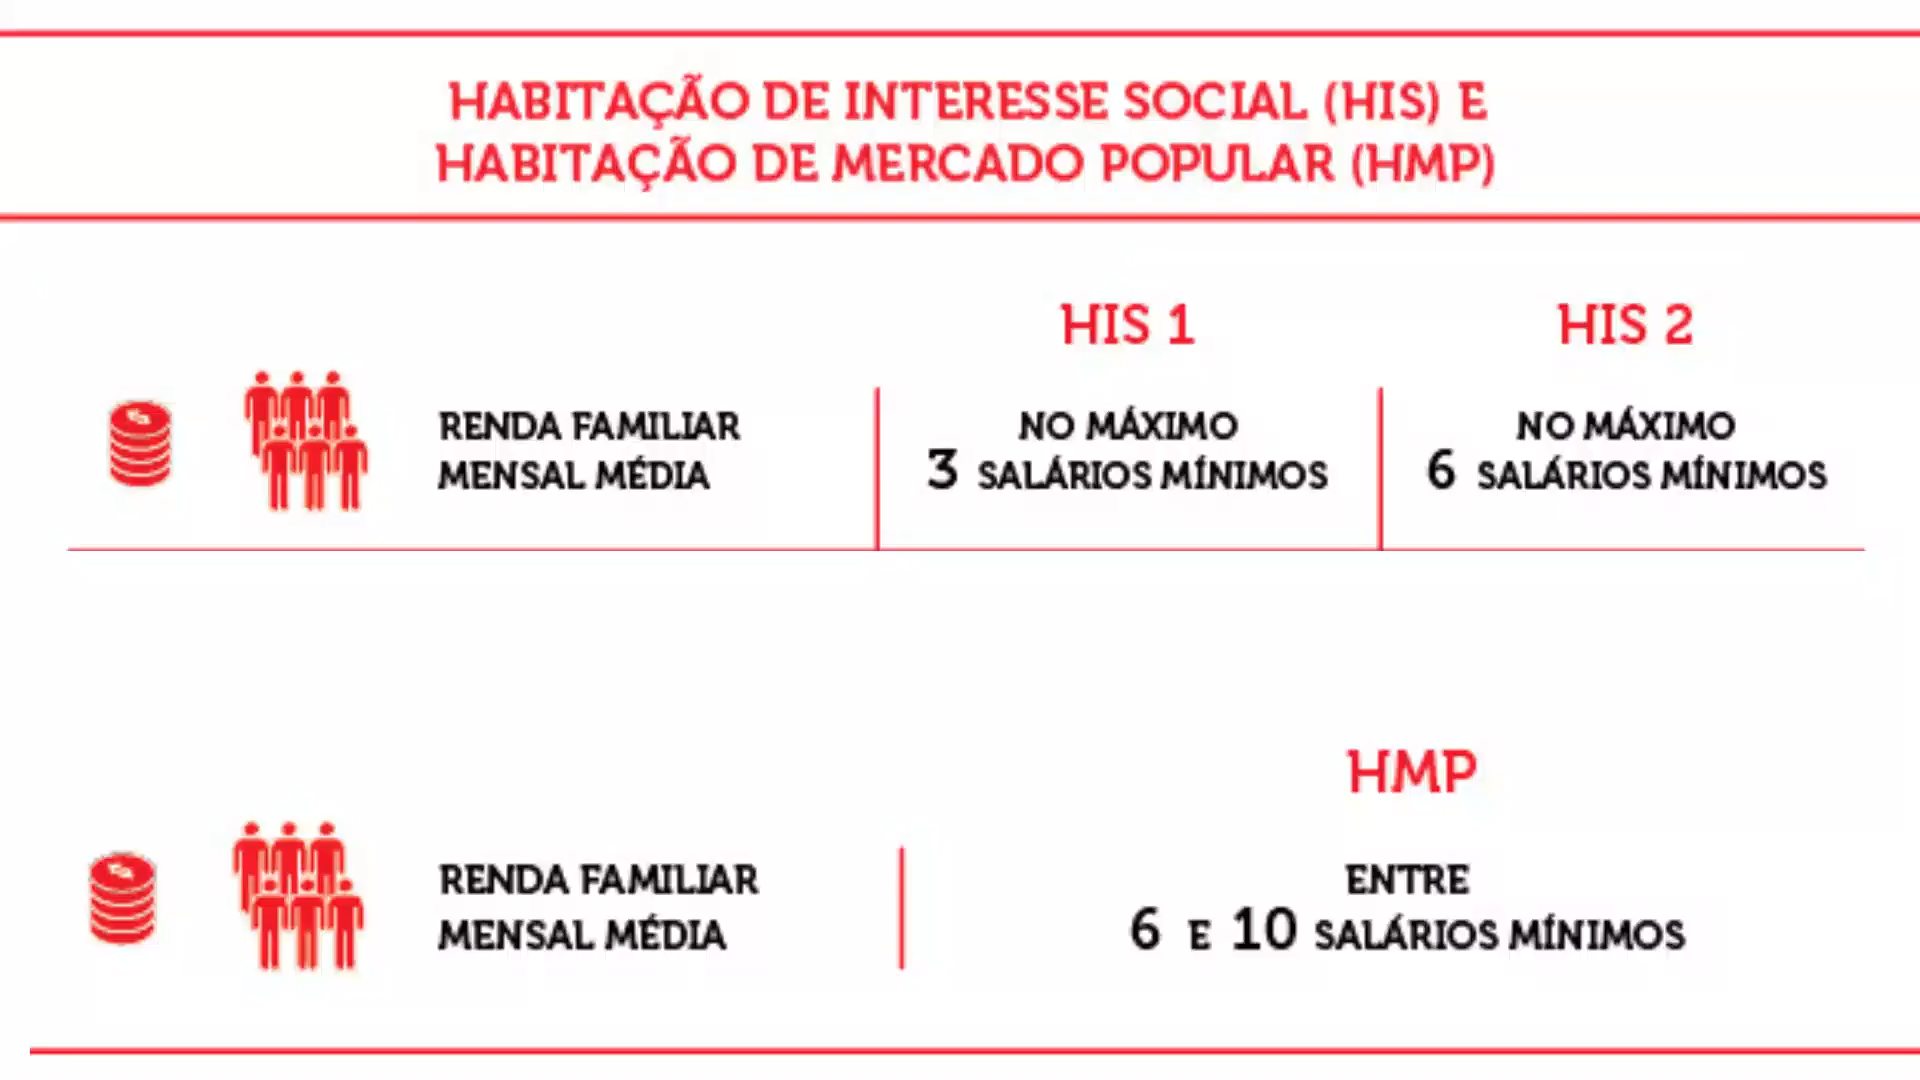 HABITAÇÃO DE INTERESSE SOCIAL (HIS) E
HABITAÇÃO DE MERCADO POPULAR (HMP)
HIS 1
HIS 2
RENDA FAMILIAR
MENSAL MÉDIA
NO MÁXIMO
3 SALÁRIOS MÍNIMOS
NO MÁXIMO
6 SALÁRIOS MÍNIMOS
HMP
RENDA FAMILIAR
MENSAL MÉDIA
ENTRE
6 E 10 SALÁRIOS MÍNIMOS